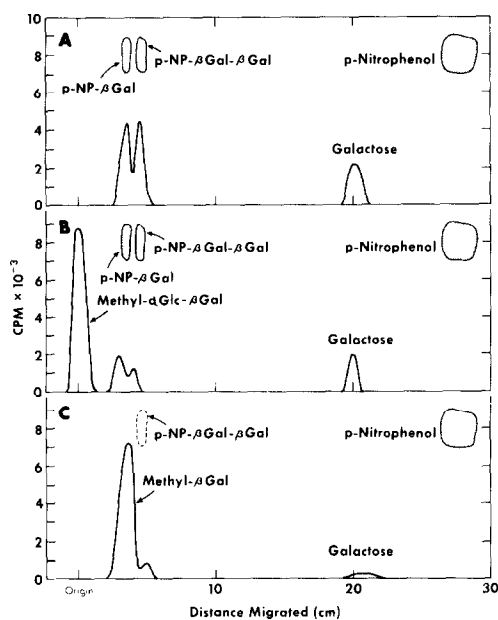 A
10
8
6
4
2
0
p-NP-βGal-βGal
p-NP-βGal
p-Nitrophenol
Galactose
B
8
6
4
2
0
p-NP-βGal-βGal
p-NP-βGal
Methyl-αGlc-βGal
p-Nitrophenol
Galactose
CPM × 10⁻³
C
8
6
4
2
0
p-NP-βGal-βGal
Methyl-βGal
p-Nitrophenol
Galactose
Origin
10
20
30
Distance Migrated (cm)